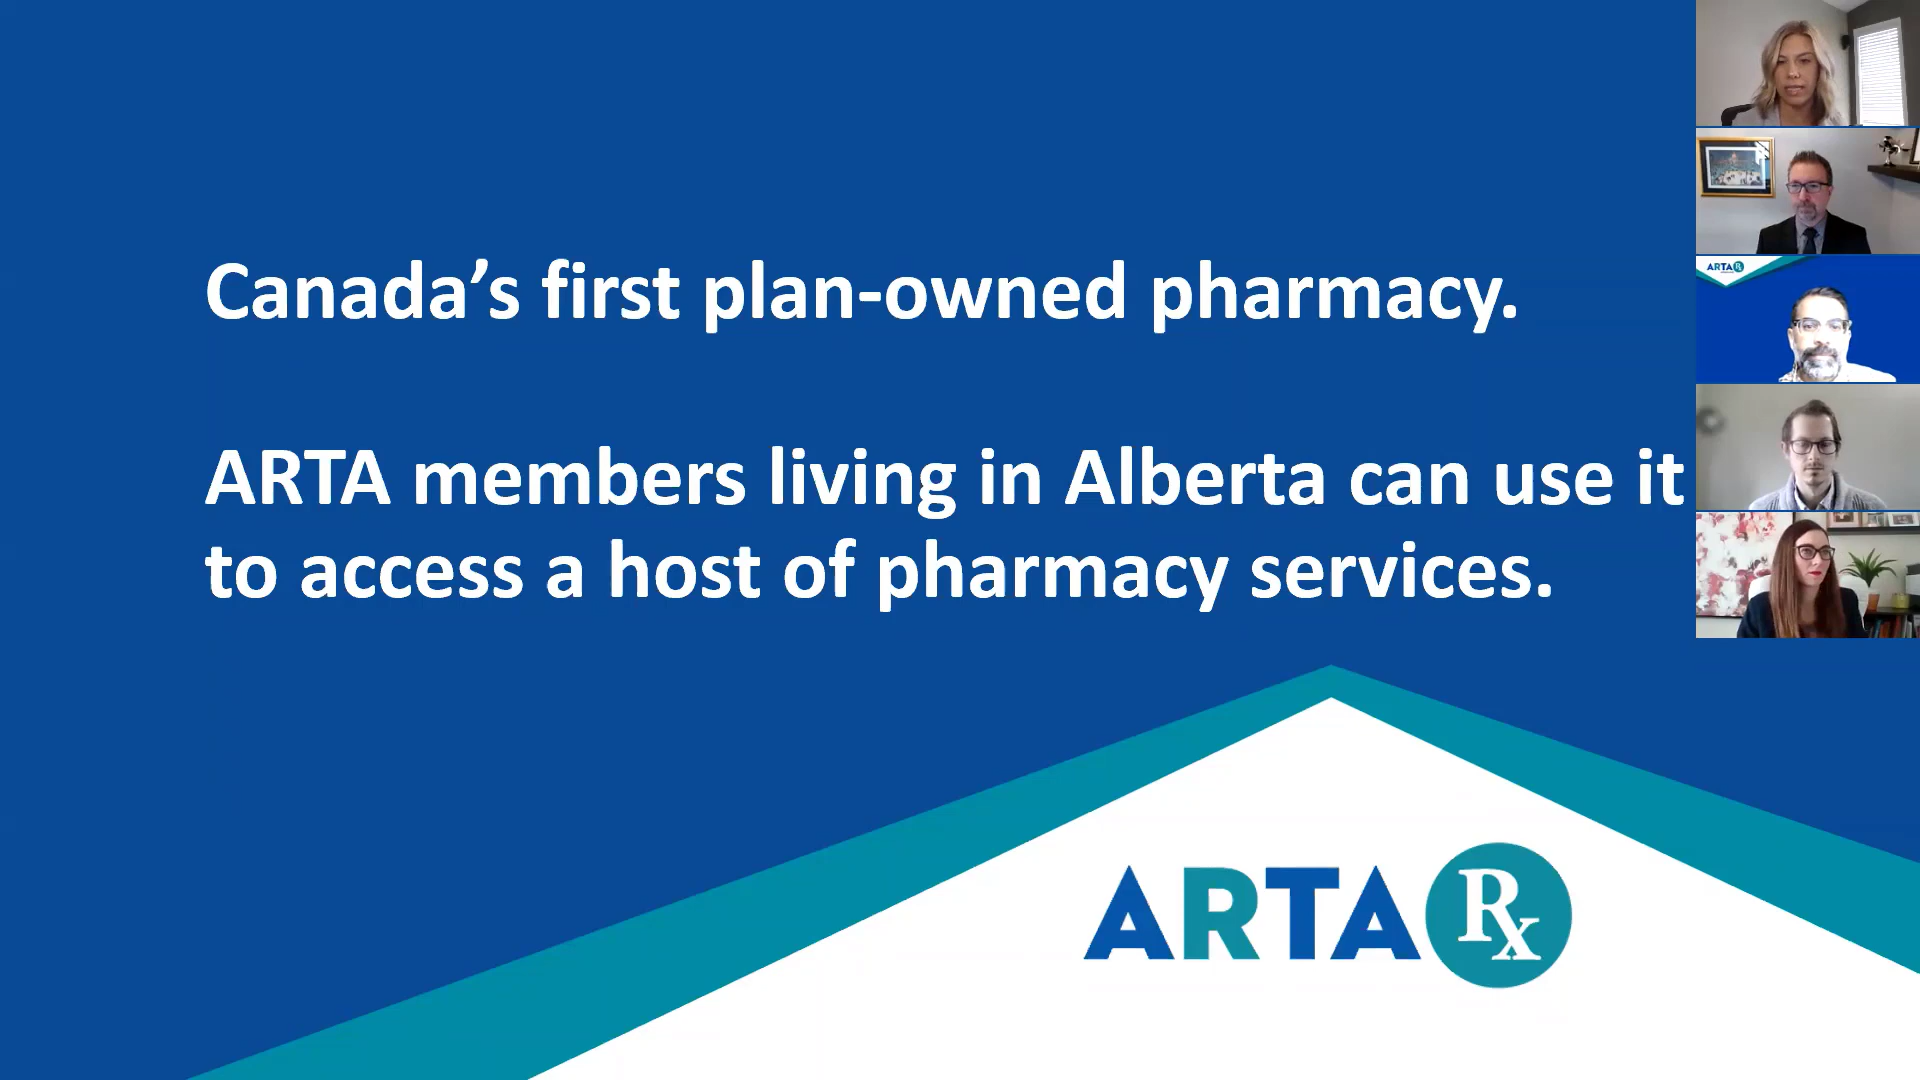 Canada’s first plan-owned pharmacy.
ARTA members living in Alberta can use it
to access a host of pharmacy services.
ARTA Rx
ARTA Rx